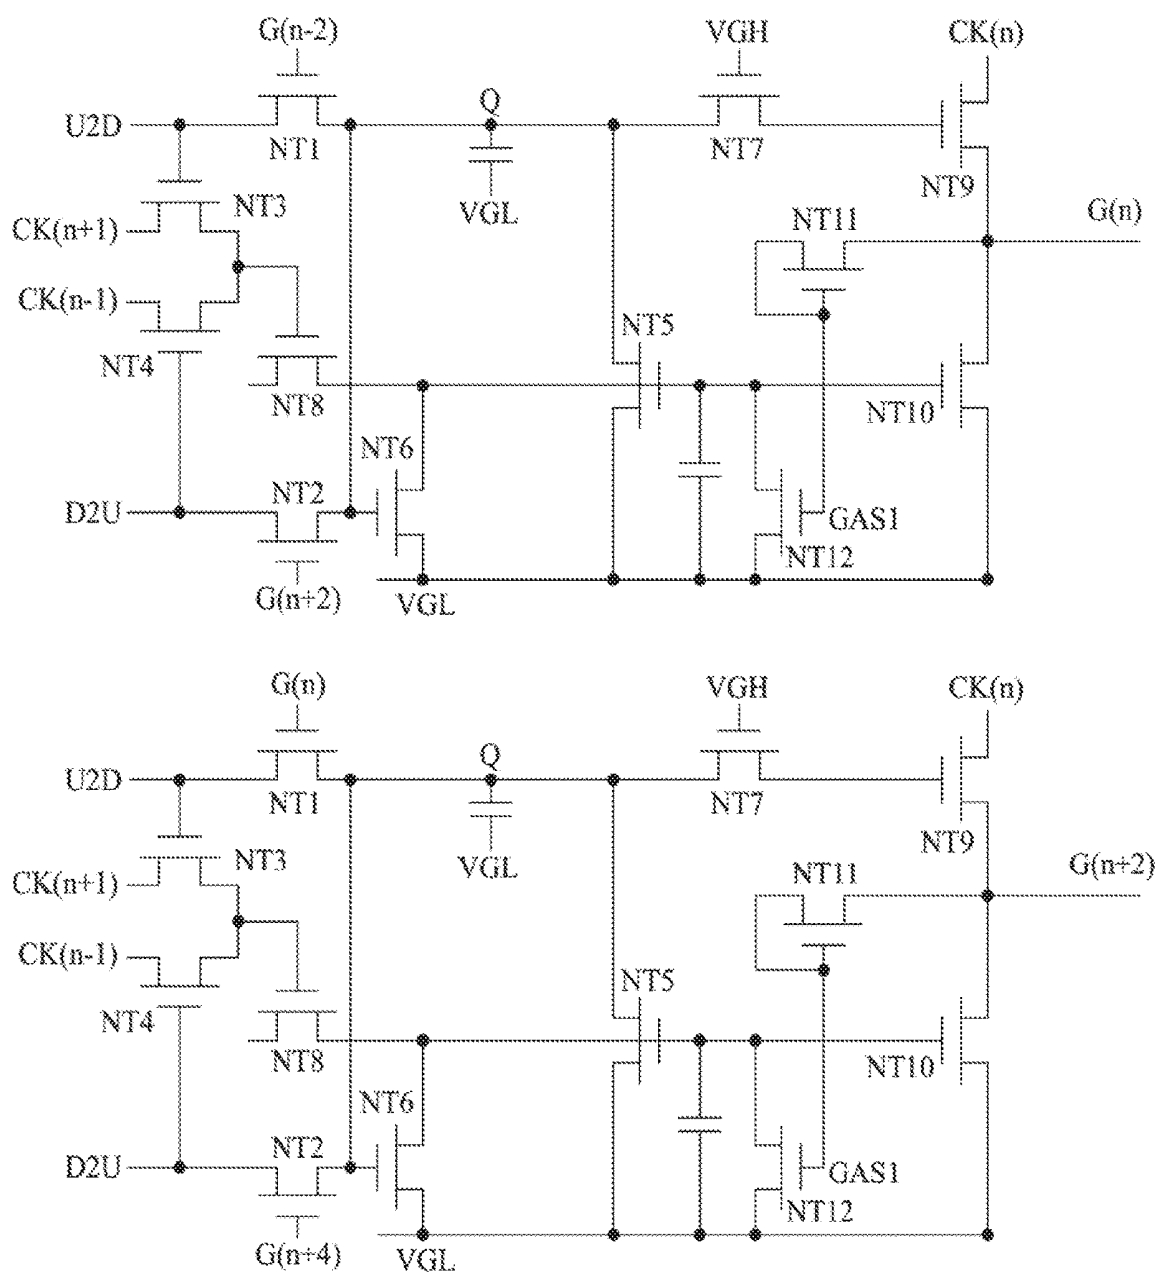 G(n-2)
VGH
CK(n)
U2D
Q
NT1
NT7
VGL
NT9
NT3
CK(n+1)
NT11
G(n)
CK(n-1)
NT5
NT4
NT8
NT10
NT6
NT2
D2U
GAS1
NT12
G(n+2)
VGL
G(n)
VGH
CK(n)
U2D
Q
NT1
NT7
NT9
VGL
NT3
CK(n+1)
NT11
G(n+2)
CK(n-1)
NT5
NT4
NT8
NT10
NT6
NT2
D2U
GAS1
NT12
G(n+4)
VGL